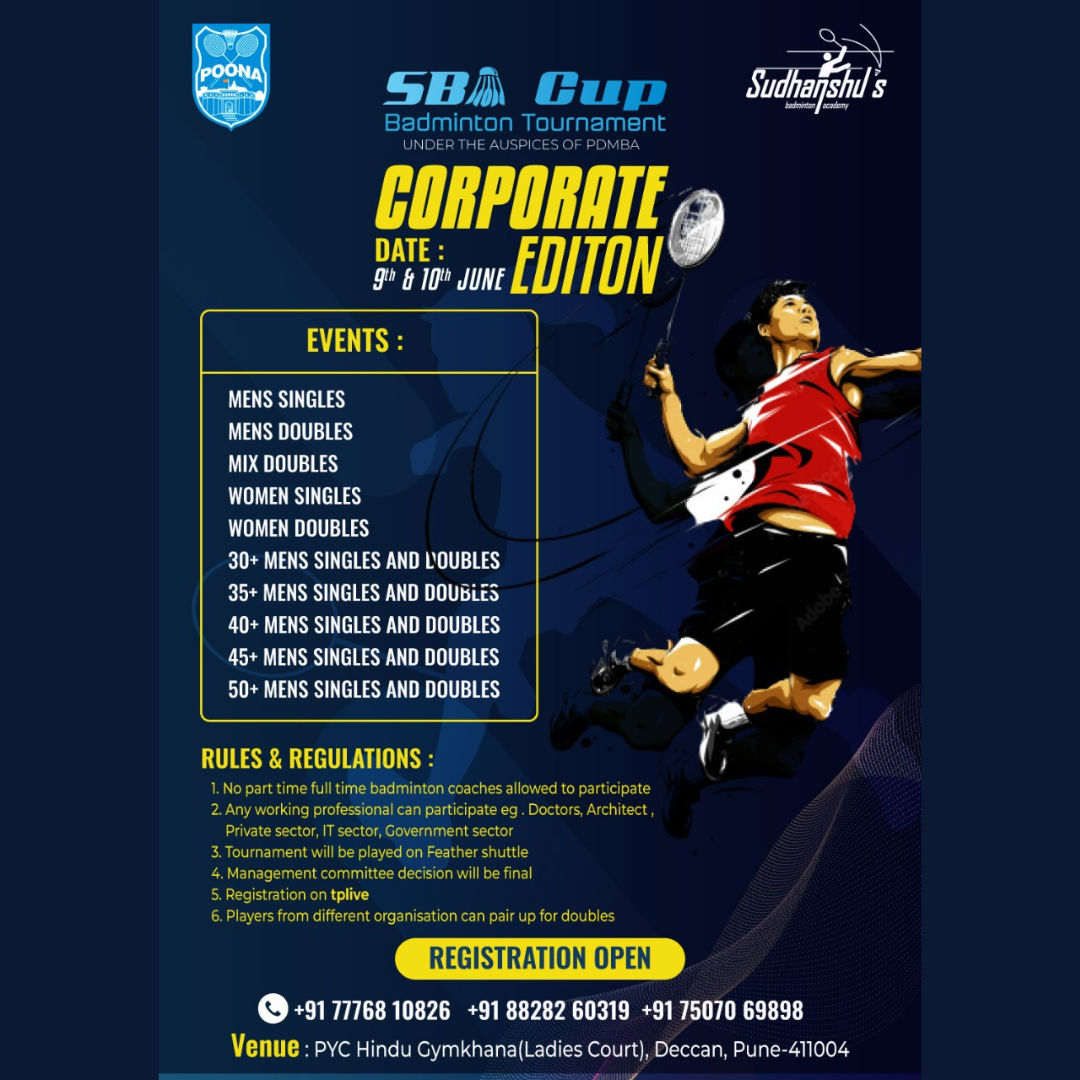 POONA
SBA Cup
Badminton Tournament
UNDER THE AUSPICES OF PDMBA
Sudhanshu's
badminton academy
CORPORATE
EDITON
DATE :
9th & 10th JUNE
EVENTS :
MENS SINGLES
MENS DOUBLES
MIX DOUBLES
WOMEN SINGLES
WOMEN DOUBLES
30+ MENS SINGLES AND DOUBLES
35+ MENS SINGLES AND DOUBLES
40+ MENS SINGLES AND DOUBLES
45+ MENS SINGLES AND DOUBLES
50+ MENS SINGLES AND DOUBLES
RULES & REGULATIONS :
1. No part time full time badminton coaches allowed to participate
2. Any working professional can participate eg . Doctors, Architect ,
Private sector, IT sector, Government sector
3. Tournament will be played on Feather shuttle
4. Management committee decision will be final
5. Registration on tplive
6. Players from different organisation can pair up for doubles
REGISTRATION OPEN
+91 77768 10826 +91 88282 60319 +91 75070 69898
Venue : PYC Hindu Gymkhana(Ladies Court), Deccan, Pune-411004
Adobe